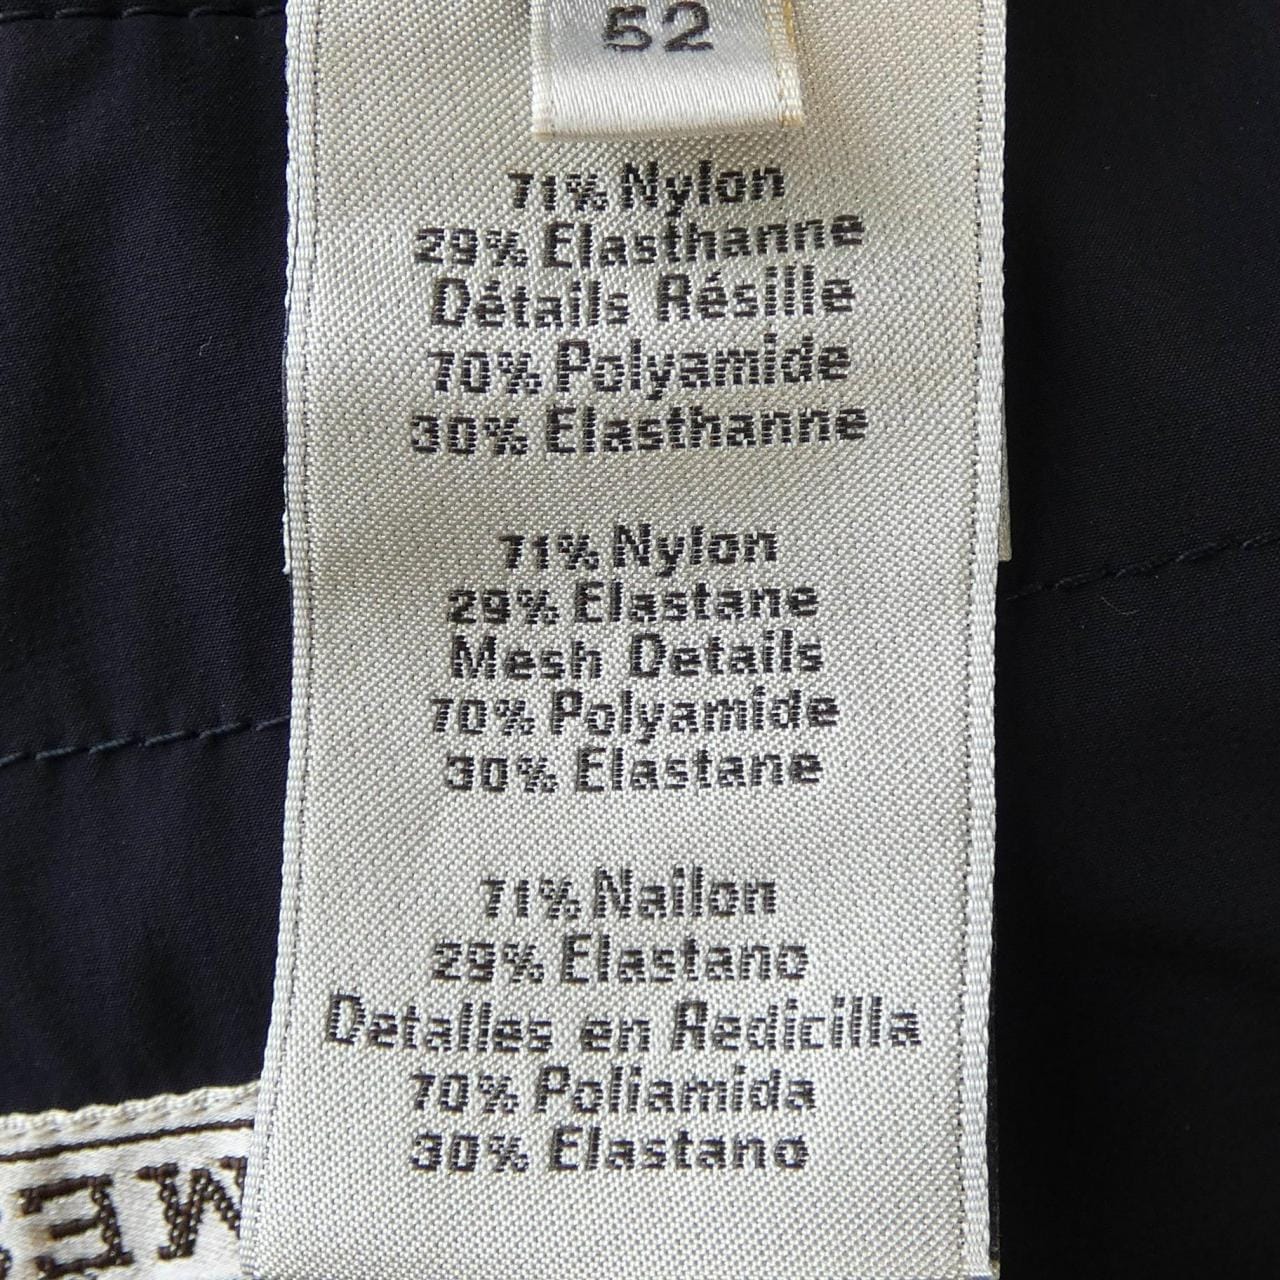 52
71% Nylon
29% Elasthanne
Détails Résille
70% Polyamide
30% Elasthanne
71% Nylon
29% Elastane
Mesh Details
70% Polyamide
30% Elastane
71% Nailon
29% Elastano
Detalles en Redicilla
70% Poliamida
30% Elastano